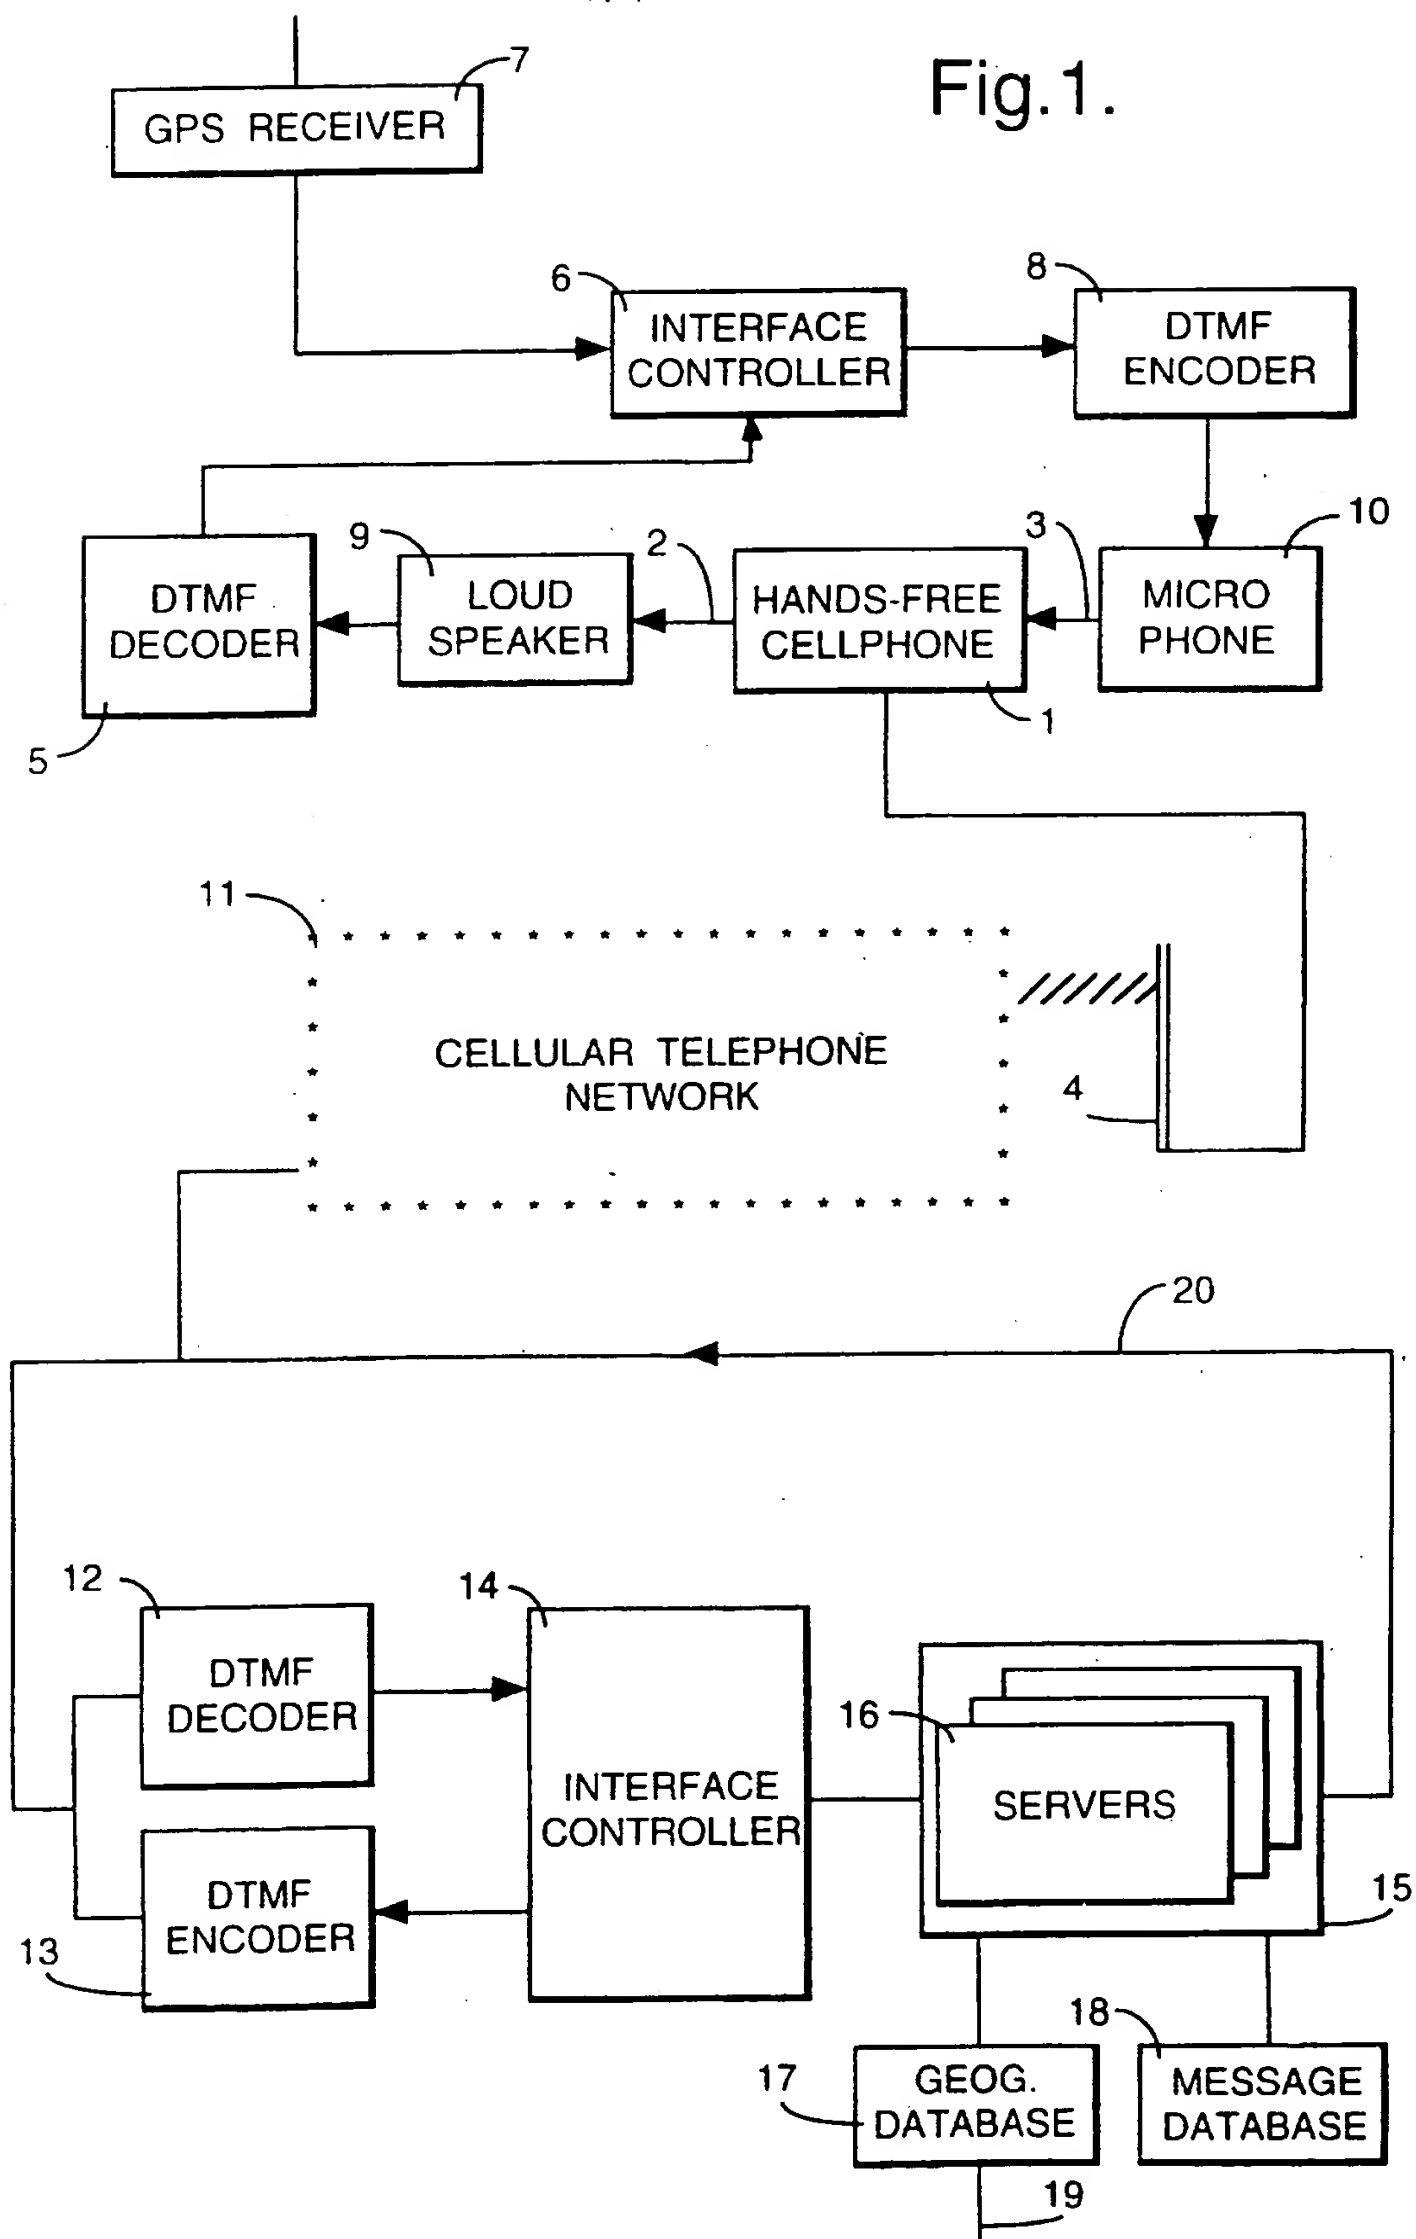 Fig.1.
7
GPS RECEIVER
6
8
INTERFACE
CONTROLLER
DTMF
ENCODER
9
2
3
10
DTMF
DECODER
LOUD
SPEAKER
HANDS-FREE
CELLPHONE
MICRO
PHONE
5
1
11
CELLULAR TELEPHONE
NETWORK
4
20
12
14
DTMF
DECODER
16
SERVERS
INTERFACE
CONTROLLER
DTMF
ENCODER
13
15
18
17
GEOG.
DATABASE
MESSAGE
DATABASE
19